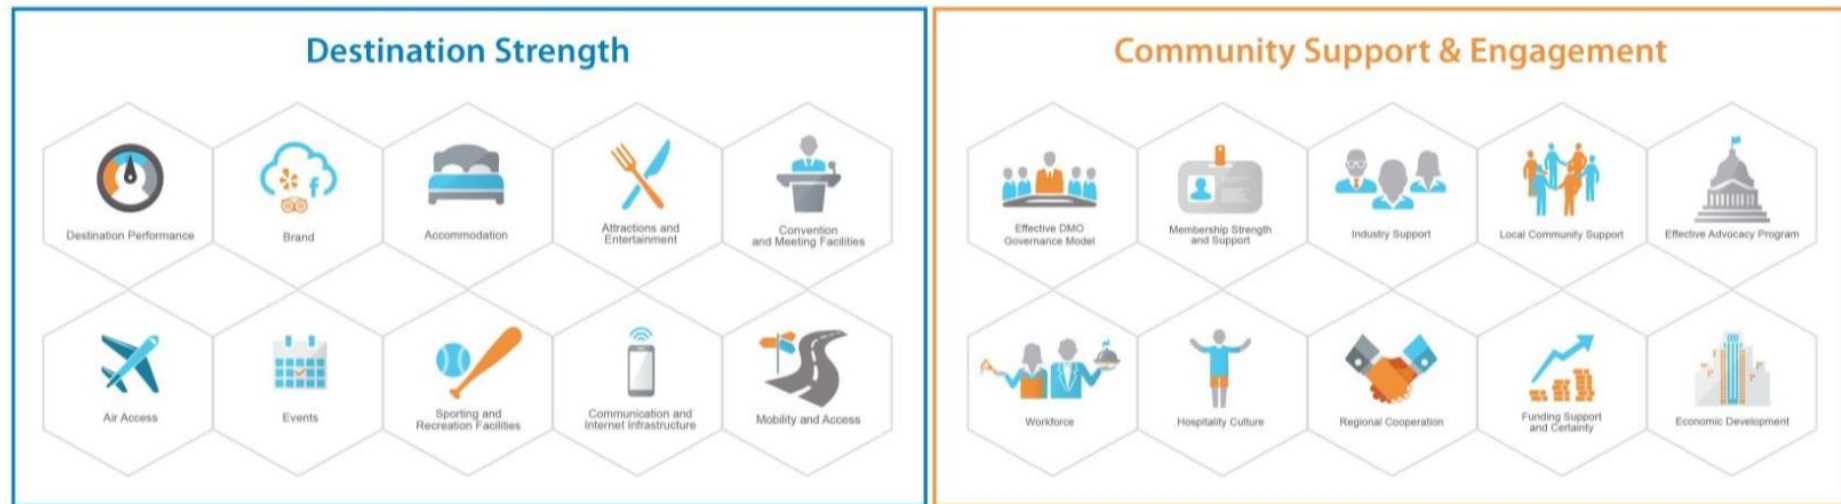 Destination Strength
Destination Performance
Brand
Accommodation
Attractions and
Entertainment
Convention
and Meeting Facilities
Air Access
Events
Sporting and
Recreation Facilities
Communication and
Internet Infrastructure
Mobility and Access
Community Support & Engagement
Effective DMO
Governance Model
Membership Strength
and Support
Industry Support
Local Community Support
Effective Advocacy Program
Workforce
Hospitality Culture
Regional Cooperation
Funding Support
and Certainty
Economic Development